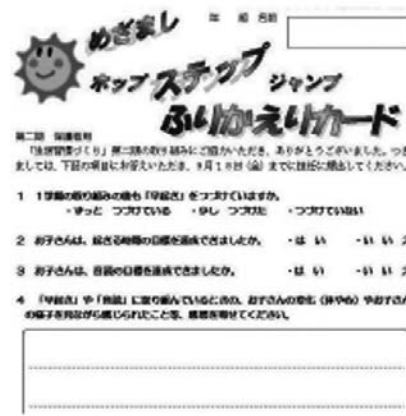 年 組 名前
めざまし
ホップ ステップ ジャンプ
ふりかえりカード
第二期 保護者用
「生活習慣づくり」第二期の取り組みにご協力いただき、ありがとうございました。つき
ましては、下記の項目にお答えいただき、9月18日(金)までに担任に提出してください。
1 1学期の取り組みの後も「早起き」をつづけていますか。
・ずっと つづけている ・少し つづけた ・つづけていない
2 お子さんは、起きる時間の目標を達成できましたか。 ・は い ・い い え
3 お子さんは、音読の目標を達成できましたか。 ・は い ・い い え
4 「早起き」や「音読」に取り組んでいるときの、お子さんの変化(体や心)やお子さん
の様子を見ながら感じられたことを、感想を寄せてください。